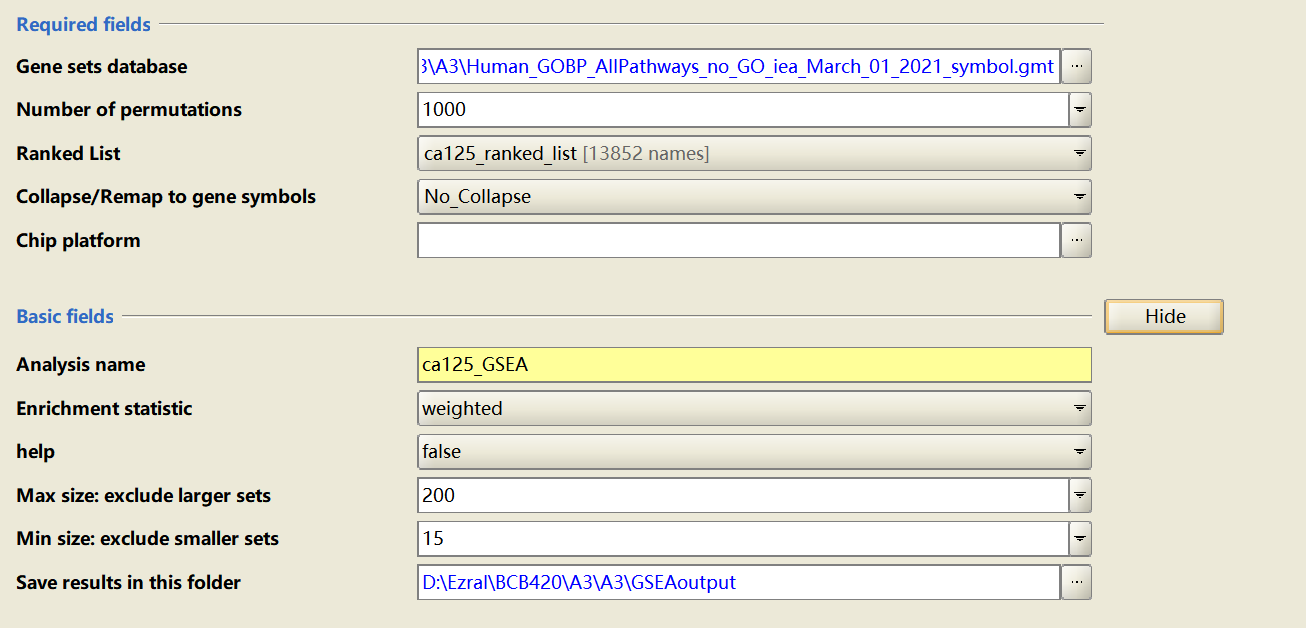 Required fields
Gene sets database 3\A3\Human_GOBP_AllPathways_no_GO_iea_March_01_2021_symbol.gmt ...
Number of permutations 1000
Ranked List ca125_ranked_list [13852 names]
Collapse/Remap to gene symbols No_Collapse
Chip platform ...
Basic fields Hide
Analysis name ca125_GSEA
Enrichment statistic weighted
help false
Max size: exclude larger sets 200
Min size: exclude smaller sets 15
Save results in this folder D:\Ezral\BCB420\A3\A3\GSEAoutput ...